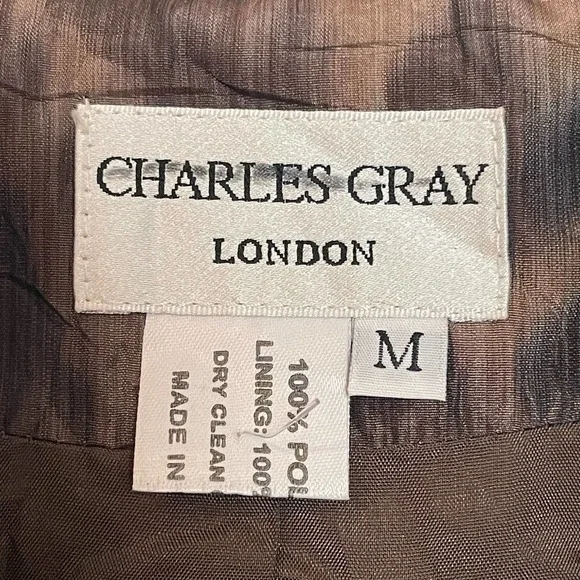 CHARLES GRAY
LONDON
M
100% PO
LINING: 100%
DRY CLEAN
MADE IN